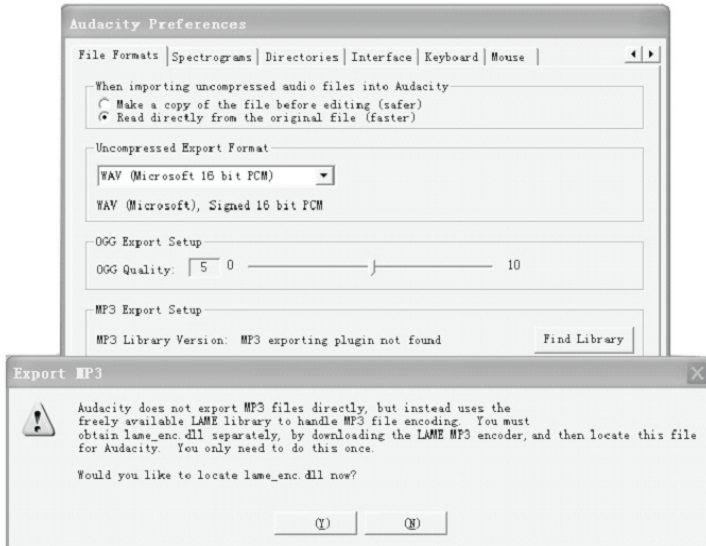 Audacity Preferences
File Formats Spectrograms Directories Interface Keyboard Mouse
When importing uncompressed audio files into Audacity
Make a copy of the file before editing (safer)
Read directly from the original file (faster)
Uncompressed Export Format
WAV (Microsoft 16 bit PCM)
WAV (Microsoft), Signed 16 bit PCM
OGG Export Setup
OGG Quality: 5 0 10
MP3 Export Setup
MP3 Library Version: MP3 exporting plugin not found Find Library
Export MP3
Audacity does not export MP3 files directly, but instead uses the
freely available LAME library to handle MP3 file encoding. You must
obtain lame_enc.dll separately, by downloading the LAME MP3 encoder, and then locate this file
for Audacity. You only need to do this once.
Would you like to locate lame_enc.dll now?
(Y) (N)